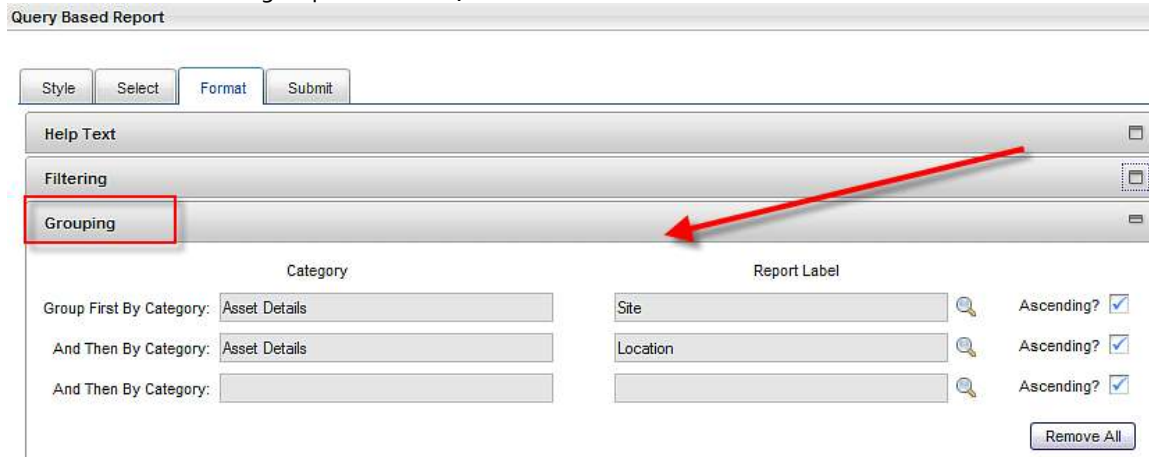 Query Based Report
Style Select Format Submit
Help Text
Filtering
Grouping
Category Report Label
Group First By Category: Asset Details Site Ascending?
And Then By Category: Asset Details Location Ascending?
And Then By Category: Ascending?
Remove All